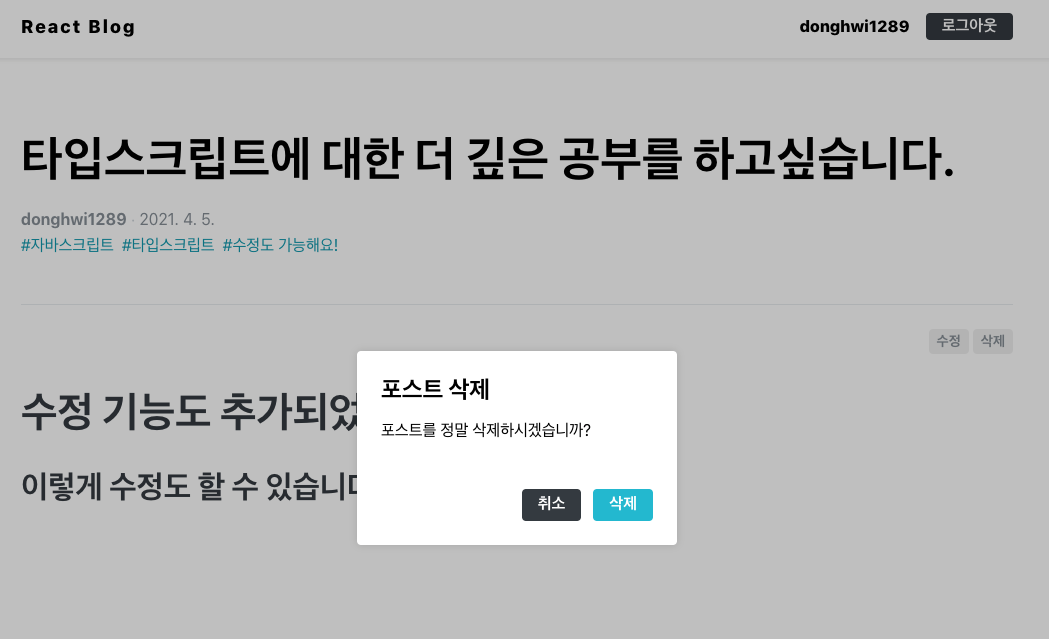 React Blog
donghwi1289 로그아웃
타입스크립트에 대한 더 깊은 공부를 하고싶습니다.
donghwi1289 · 2021. 4. 5.
#자바스크립트 #타입스크립트 #수정도 가능해요!
수정 삭제
수정 기능도 추가되었
이렇게 수정도 할 수 있습니다
포스트 삭제
포스트를 정말 삭제하시겠습니까?
취소 삭제